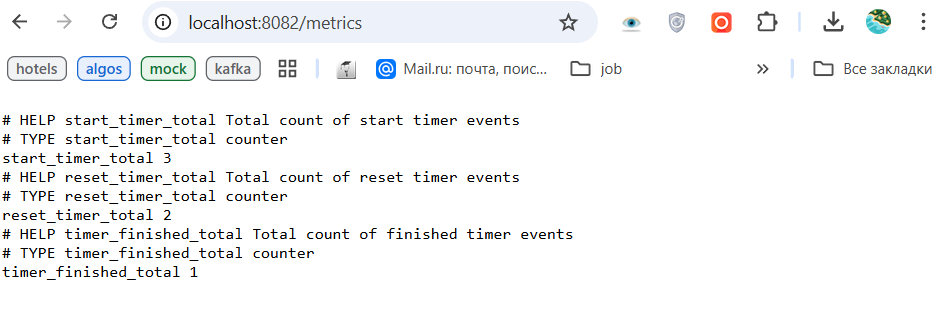 localhost:8082/metrics
hotels
algos
mock
kafka
Mail.ru: почта, поис...
job
Все закладки
# HELP start_timer_total Total count of start timer events
# TYPE start_timer_total counter
start_timer_total 3
# HELP reset_timer_total Total count of reset timer events
# TYPE reset_timer_total counter
reset_timer_total 2
# HELP timer_finished_total Total count of finished timer events
# TYPE timer_finished_total counter
timer_finished_total 1